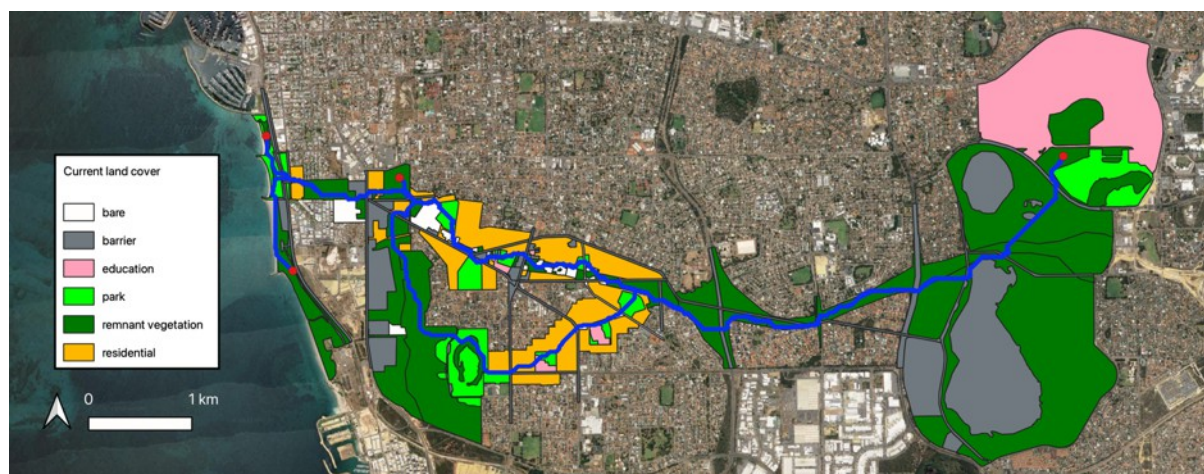 Current land cover
bare
barrier
education
park
remnant vegetation
residential
0 1 km